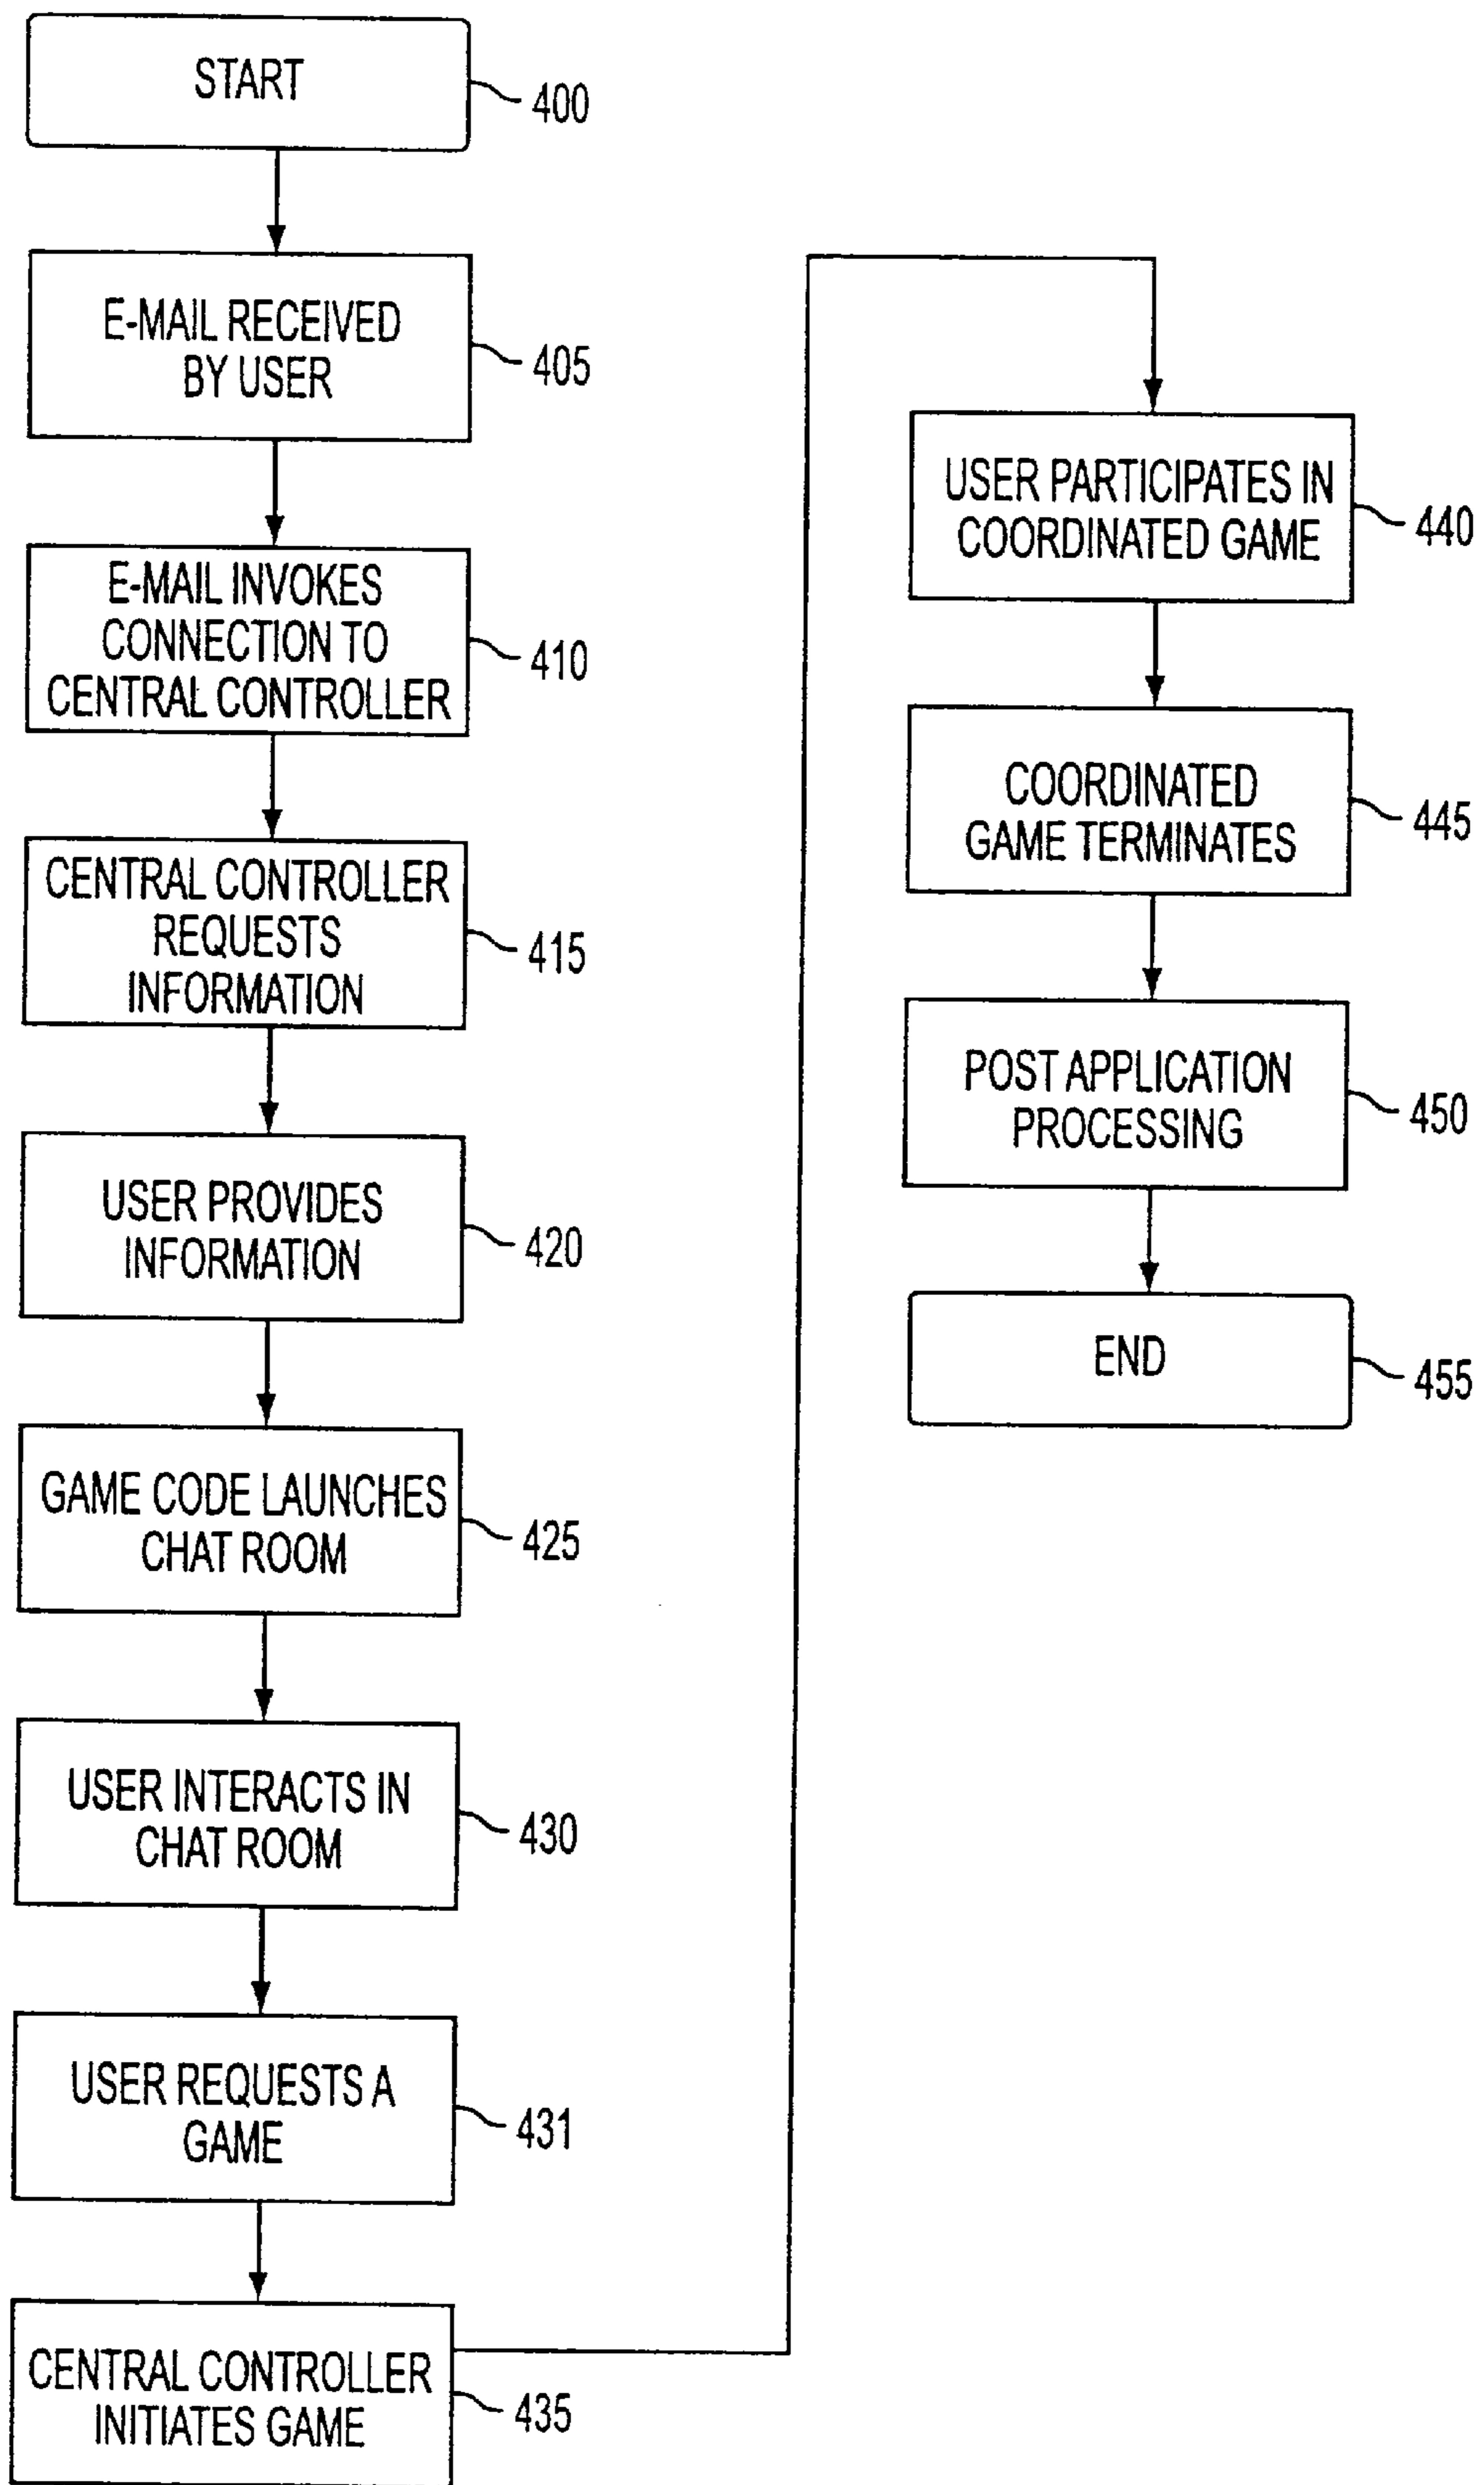 START
400
E-MAIL RECEIVED
BY USER
405
E-MAIL INVOKES
CONNECTION TO
CENTRAL CONTROLLER
410
CENTRAL CONTROLLER
REQUESTS
INFORMATION
415
USER PROVIDES
INFORMATION
420
GAME CODE LAUNCHES
CHAT ROOM
425
USER INTERACTS IN
CHAT ROOM
430
USER REQUESTS A
GAME
431
CENTRAL CONTROLLER
INITIATES GAME
435
USER PARTICIPATES IN
COORDINATED GAME
440
COORDINATED
GAME TERMINATES
445
POST APPLICATION
PROCESSING
450
END
455